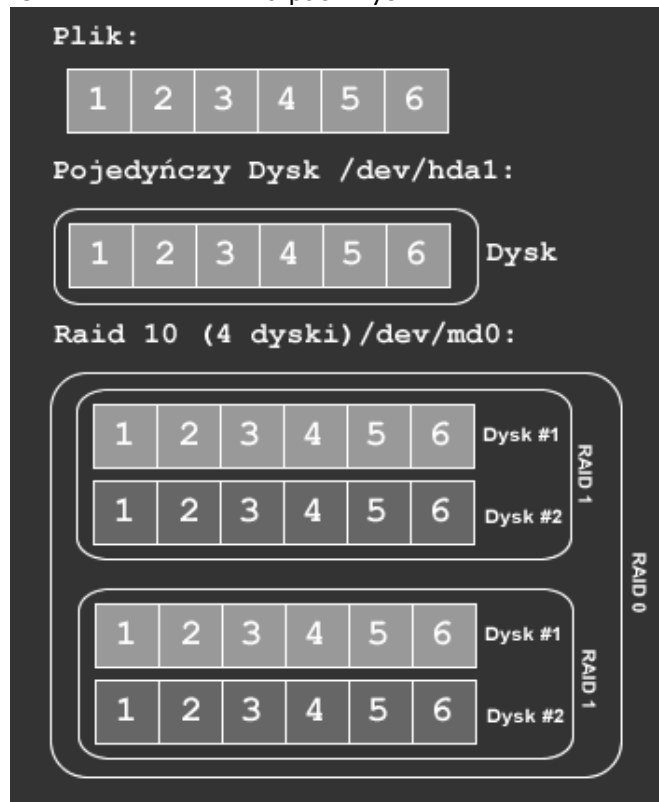 Plik:
1 2 3 4 5 6
Pojedyńczy Dysk /dev/hda1:
1 2 3 4 5 6 Dysk
Raid 10 (4 dyski)/dev/md0:
1 2 3 4 5 6 Dysk #1
1 2 3 4 5 6 Dysk #2
RAID 1
1 2 3 4 5 6 Dysk #1
1 2 3 4 5 6 Dysk #2
RAID 1
RAID 0